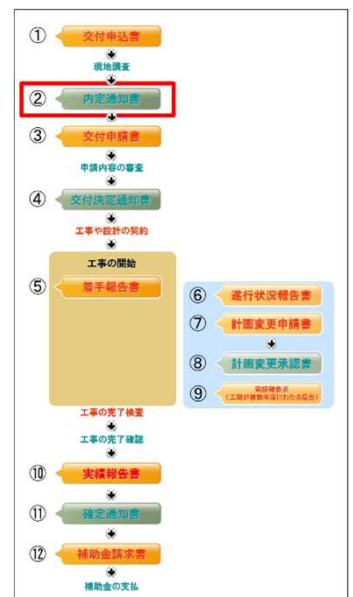 ① 交付申込書
現地調査
② 内定通知書
③ 交付申請書
申請内容の審査
④ 交付決定通知書
工事や設計の契約
工事の開始
⑤ 着手報告書
⑥ 遂行状況報告書
⑦ 計画変更申請書
⑧ 計画変更承認書
⑨ 実績報告書
(工期が複数年度にわたる場合)
工事の完了検査
工事の完了確認
⑩ 実績報告書
⑪ 確定通知書
⑫ 補助金請求書
補助金の支払